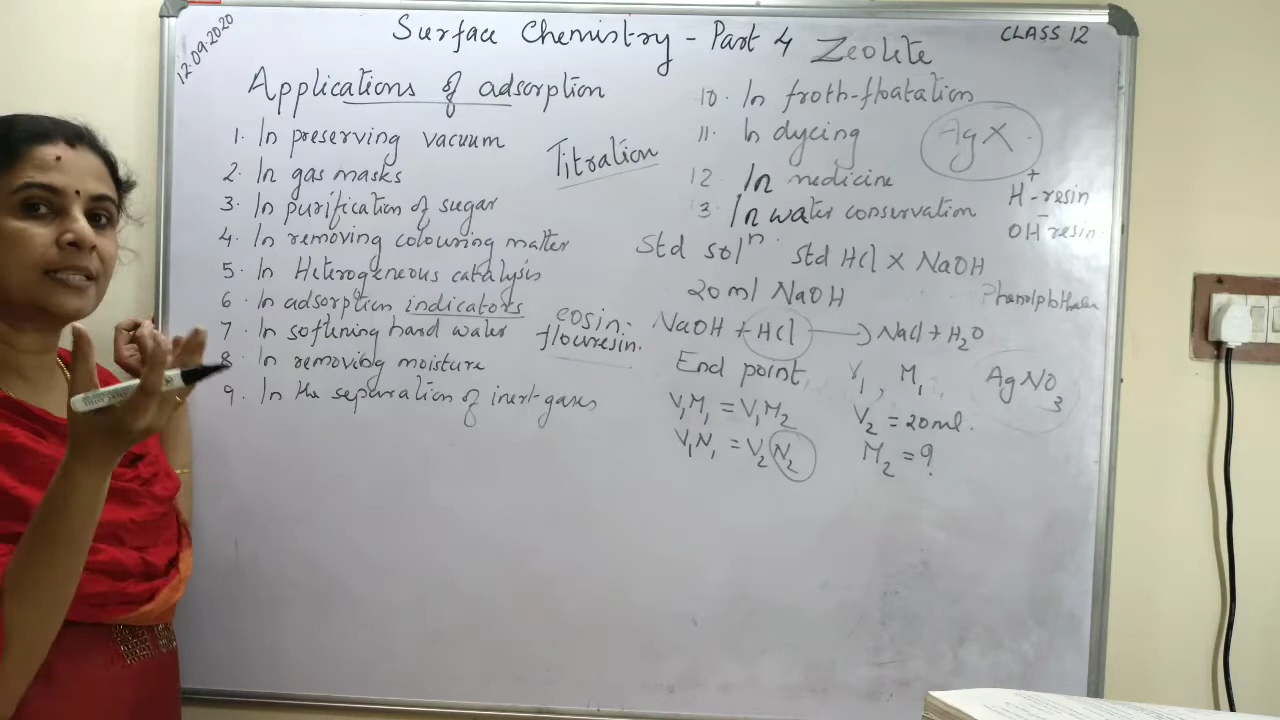 12.09.2020
Surface Chemistry - Part 4
CLASS 12
Zeolite
Applications of adsorption
1. In preserving vacuum
2. In gas masks
3. In purification of sugar
4. In removing colouring matter
5. In Heterogeneous catalysis
6. In adsorption indicators
7. In softening hard water
8. In removing moisture
9. In the separation of inert gases
Titration
eosin.
flouresin.
10. In froth-floatation
11. In dyeing
12 In medicine
13 In water conservation
AgX
H⁺-resin
OH⁻resin
Std solⁿ.
Std HCl X NaOH
20ml NaOH
NaOH + HCl → NaCl + H₂O
End point
V₁, M₁
AgNO₃
V₁M₁ = V₁M₂
V₂ = 20ml.
V₁N₁ = V₂N₂
M₂ = ?